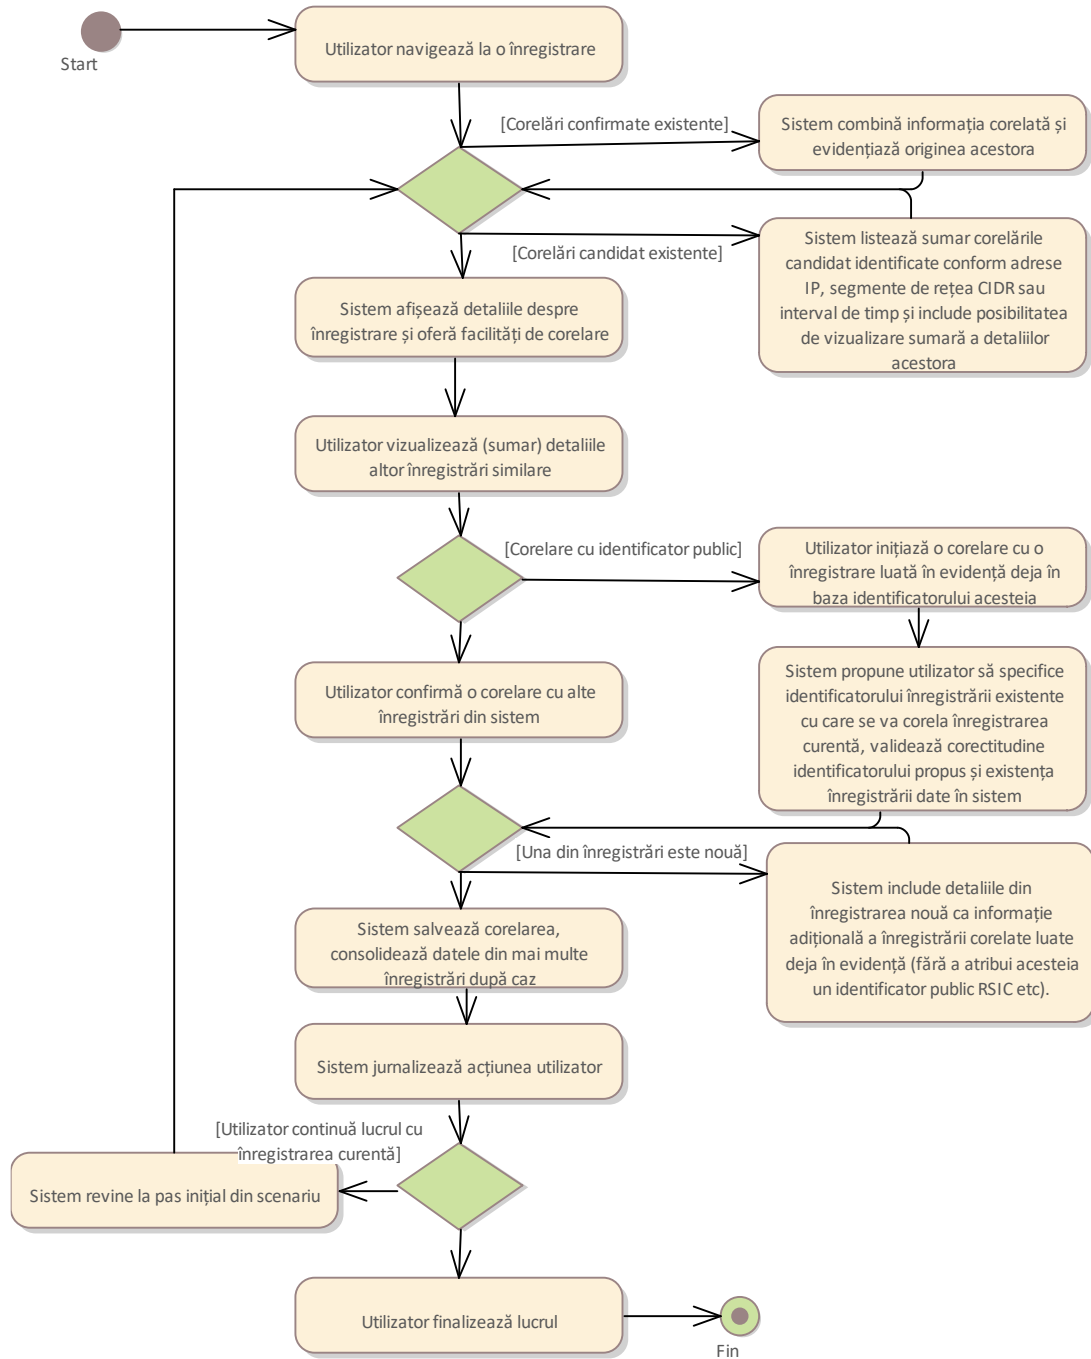 Start
Utilizator navighează la o înregistrare
[Corelări confirmate existente]
Sistem combină informația corelată și
evidențiază originea acestora
[Corelări candidat existente]
Sistem listează sumar corelările
candidat identificate conform adrese
IP, segmente de rețea CIDR sau
interval de timp și include posibilitatea
de vizualizare sumară a detaliilor
acestora
Sistem afișează detaliile despre
înregistrare și oferă facilități de corelare
Utilizator vizualizează (sumar) detaliile
altor înregistrări similare
[Corelare cu identificator public]
Utilizator inițiază o corelare cu o
înregistrare luată în evidență deja în
baza identificatorului acesteia
Utilizator confirmă o corelare cu alte
înregistrări din sistem
Sistem propune utilizator să specifice
identificatorului înregistrării existente
cu care se va corela înregistrarea
curentă, validează corectitudine
identificatorului propus și existența
înregistrării date în sistem
[Una din înregistrări este nouă]
Sistem include detaliile din
înregistrarea nouă ca informație
adițională a înregistrării corelate luate
deja în evidență (fără a atribui acesteia
un identificator public RSIC etc).
Sistem salvează corelarea,
consolidează datele din mai multe
înregistrări după caz
Sistem jurnalizează acțiunea utilizator
[Utilizator continuă lucrul cu
înregistrarea curentă]
Sistem revine la pas inițial din scenariu
Utilizator finalizează lucrul
Fin